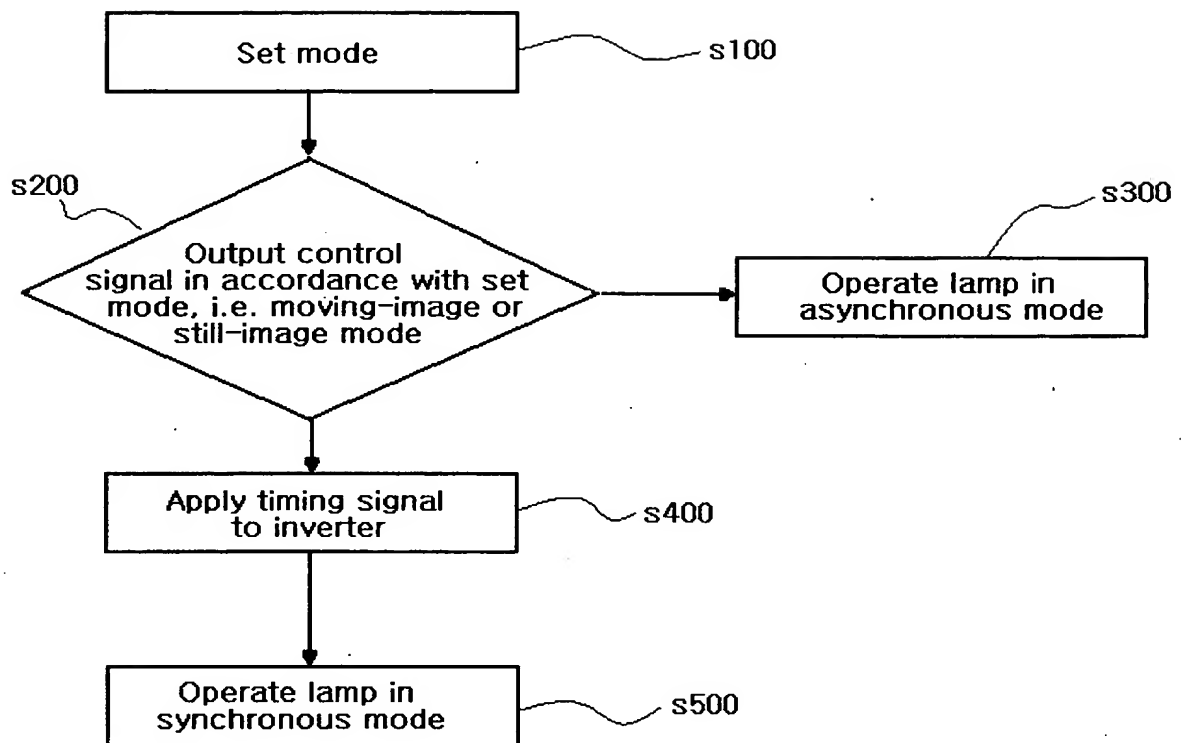 Set mode
s100
s200
Output control
signal in accordance with set
mode, i.e. moving-image or
still-image mode
s300
Operate lamp in
asynchronous mode
Apply timing signal
to inverter
s400
Operate lamp in
synchronous mode
s500